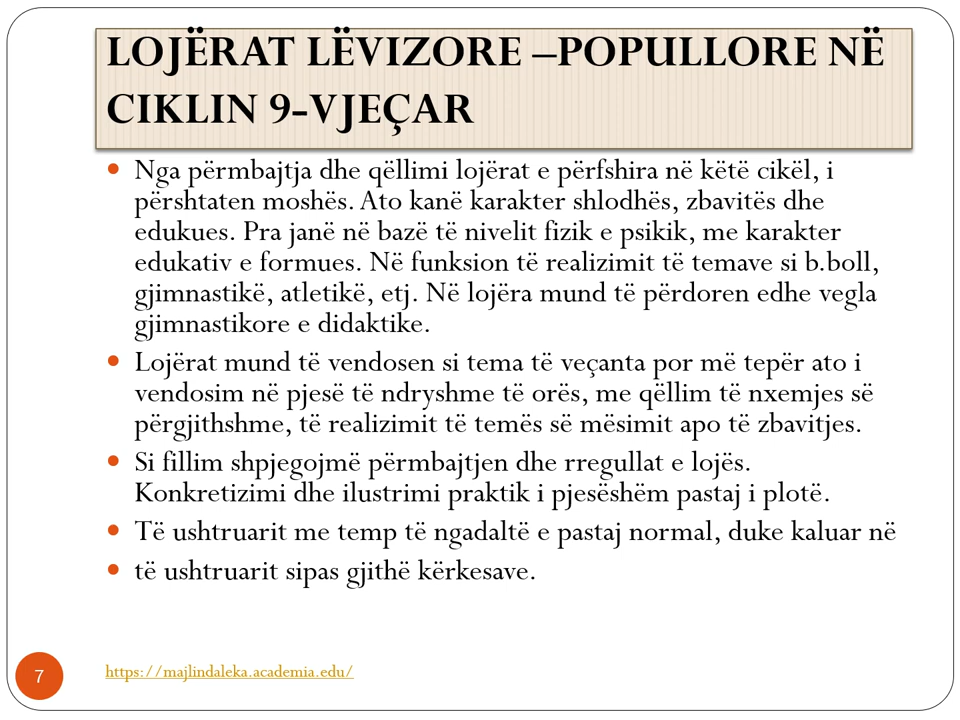 LOJËRAT LËVIZORE –POPULLORE NË
CIKLIN 9-VJEÇAR
• Nga përmbajtja dhe qëllimi lojërat e përfshira në këtë cikël, i
përshtaten moshës. Ato kanë karakter shlodhës, zbavitës dhe
edukues. Pra janë në bazë të nivelit fizik e psikik, me karakter
edukativ e formues. Në funksion të realizimit të temave si b.boll,
gjimnastikë, atletikë, etj. Në lojëra mund të përdoren edhe vegla
gjimnastikore e didaktike.
• Lojërat mund të vendosen si tema të veçanta por më tepër ato i
vendosim në pjesë të ndryshme të orës, me qëllim të nxemjes së
përgjithshme, të realizimit të temës së mësimit apo të zbavitjes.
• Si fillim shpjegojmë përmbajtjen dhe rregullat e lojës.
Konkretizimi dhe ilustrimi praktik i pjesëshëm pastaj i plotë.
• Të ushtruarit me temp të ngadaltë e pastaj normal, duke kaluar në
• të ushtruarit sipas gjithë kërkesave.
7
https://majlindaleka.academia.edu/